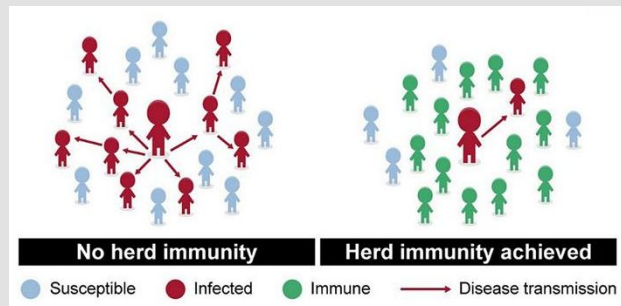 No herd immunity
Herd immunity achieved
Susceptible
Infected
Immune
Disease transmission